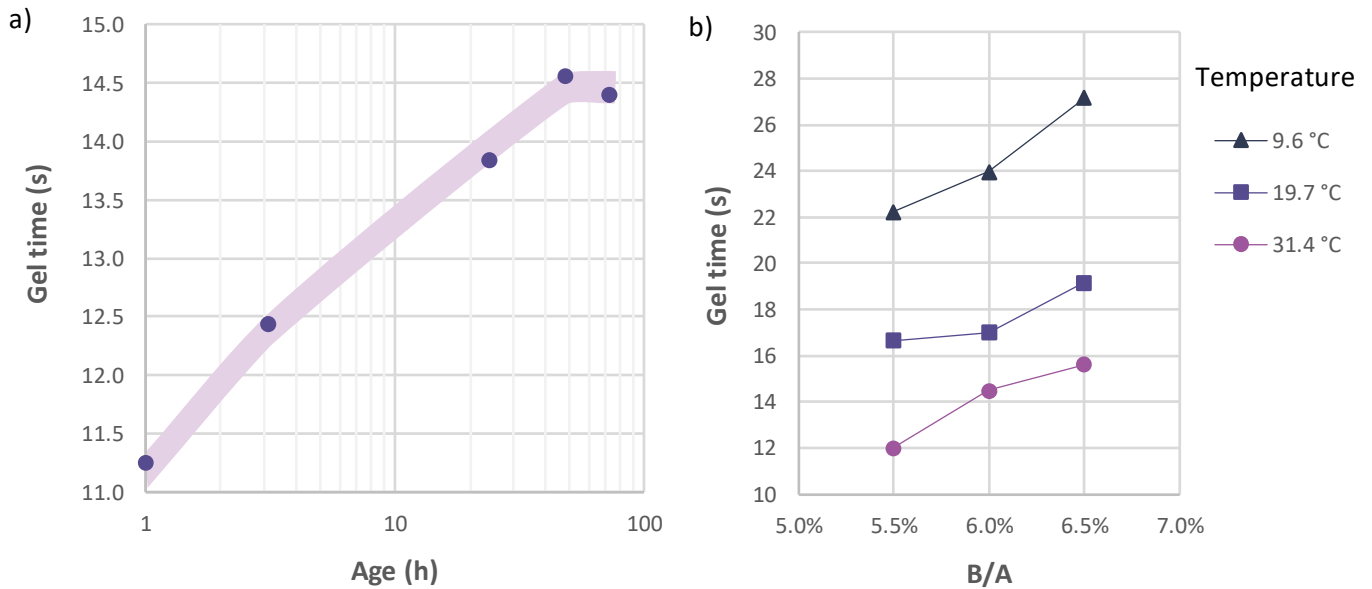 a)
15.0
14.5
14.0
13.5
13.0
12.5
12.0
11.5
11.0
Gel time (s)
1 10 100
Age (h)
b)
30
28
26
24
22
20
18
16
14
12
10
Gel time (s)
5.0% 5.5% 6.0% 6.5% 7.0%
B/A
Temperature
9.6 °C
19.7 °C
31.4 °C